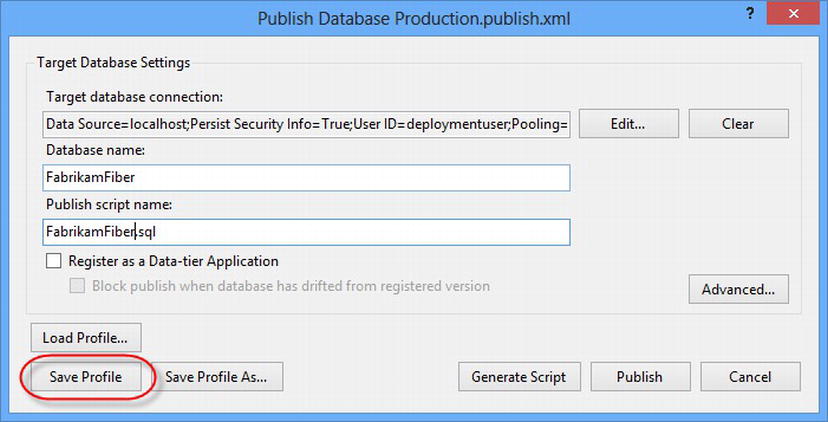 Publish Database Production.publish.xml
?
Target Database Settings
Target database connection:
Data Source=localhost;Persist Security Info=True;User ID=deploymentuser;Pooling=
Edit...
Clear
Database name:
FabrikamFiber
Publish script name:
FabrikamFiber.sql
Register as a Data-tier Application
Block publish when database has drifted from registered version
Advanced...
Load Profile...
Save Profile
Save Profile As...
Generate Script
Publish
Cancel